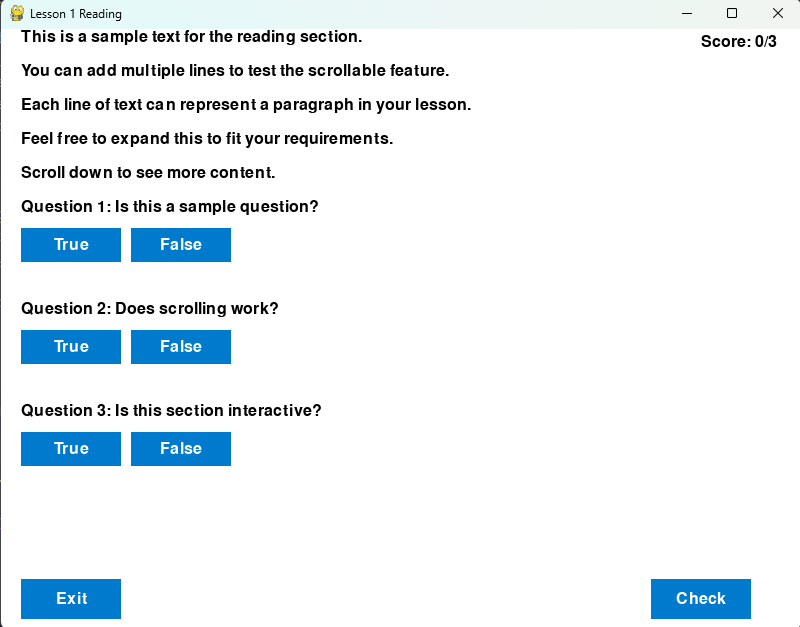 Lesson 1 Reading
This is a sample text for the reading section.
Score: 0/3
You can add multiple lines to test the scrollable feature.
Each line of text can represent a paragraph in your lesson.
Feel free to expand this to fit your requirements.
Scroll down to see more content.
Question 1: Is this a sample question?
True False
Question 2: Does scrolling work?
True False
Question 3: Is this section interactive?
True False
Exit Check